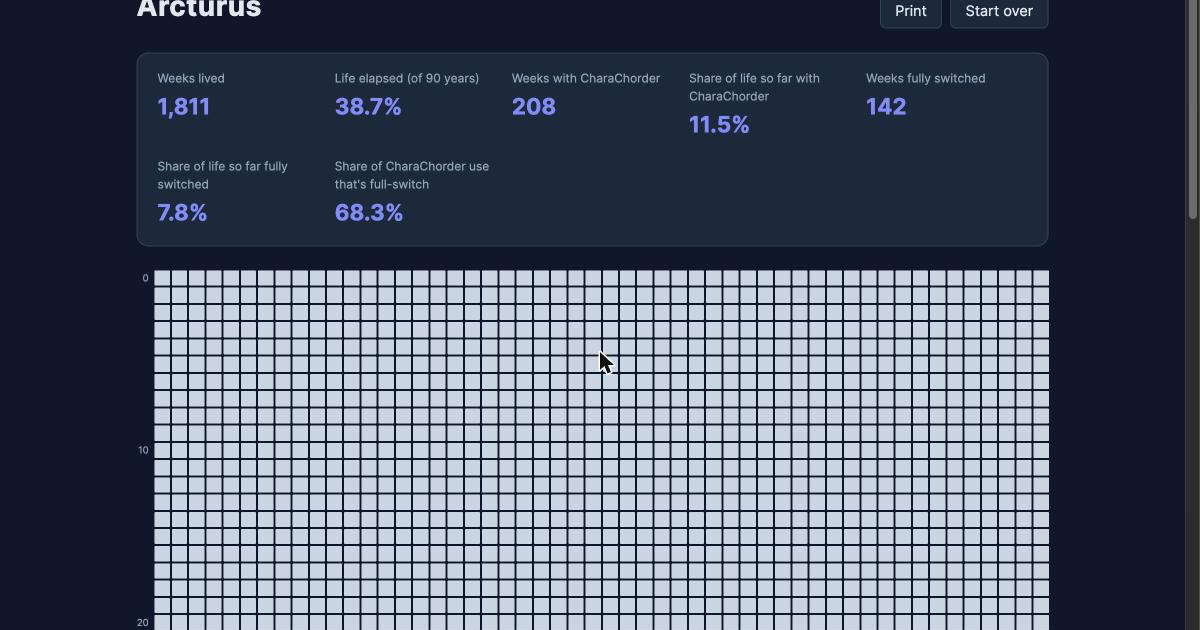 Arcturus
Print
Start over
Weeks lived
1,811
Life elapsed (of 90 years)
38.7%
Weeks with CharaChorder
208
Share of life so far with
CharaChorder
11.5%
Weeks fully switched
142
Share of life so far fully
switched
7.8%
Share of CharaChorder use
that's full-switch
68.3%
0
10
20